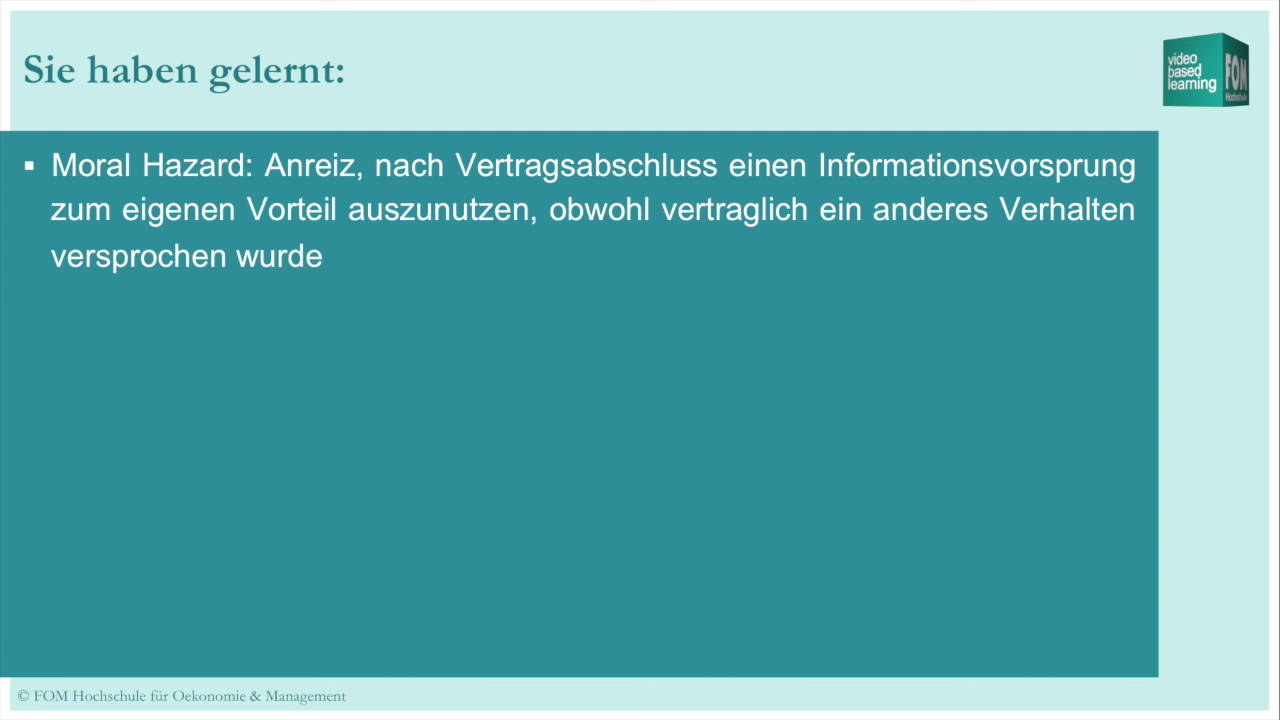 Sie haben gelernt:
video
based
learning
FOM
Hochschule
▪ Moral Hazard: Anreiz, nach Vertragsabschluss einen Informationsvorsprung
zum eigenen Vorteil auszunutzen, obwohl vertraglich ein anderes Verhalten
versprochen wurde
© FOM Hochschule für Oekonomie & Management